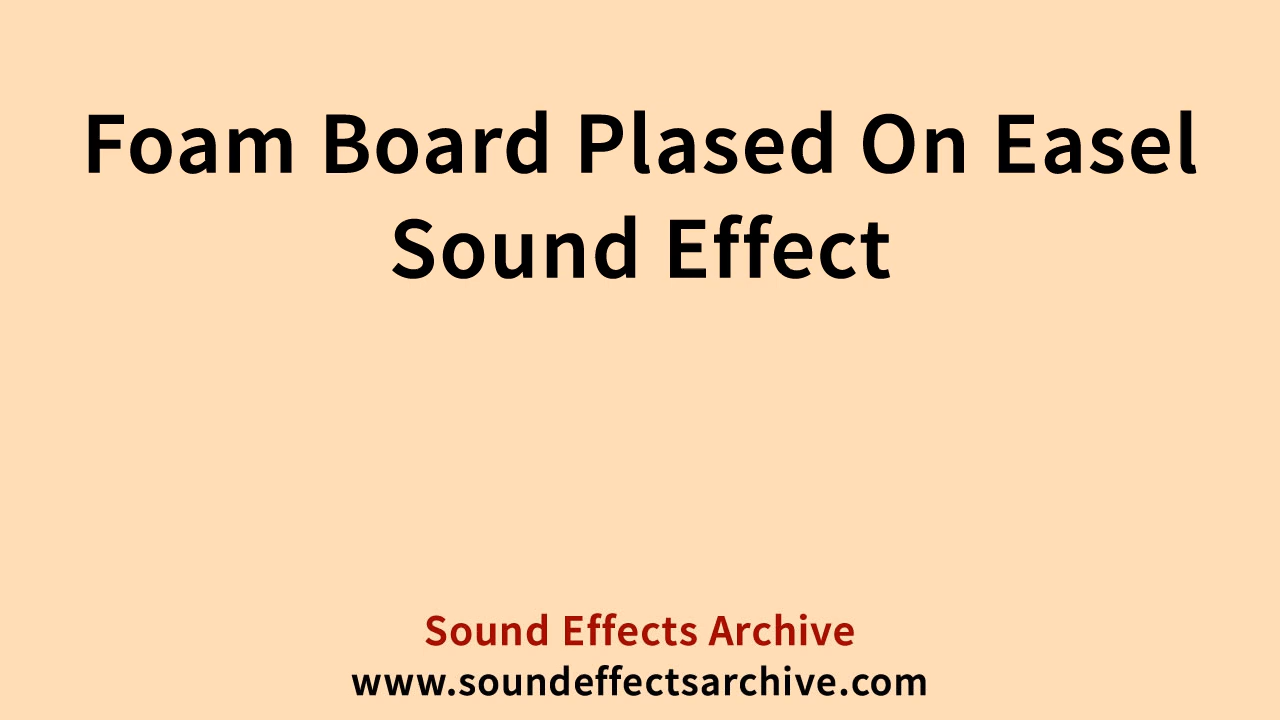 Foam Board Plased On Easel
Sound Effect
Sound Effects Archive
www.soundeffectsarchive.com